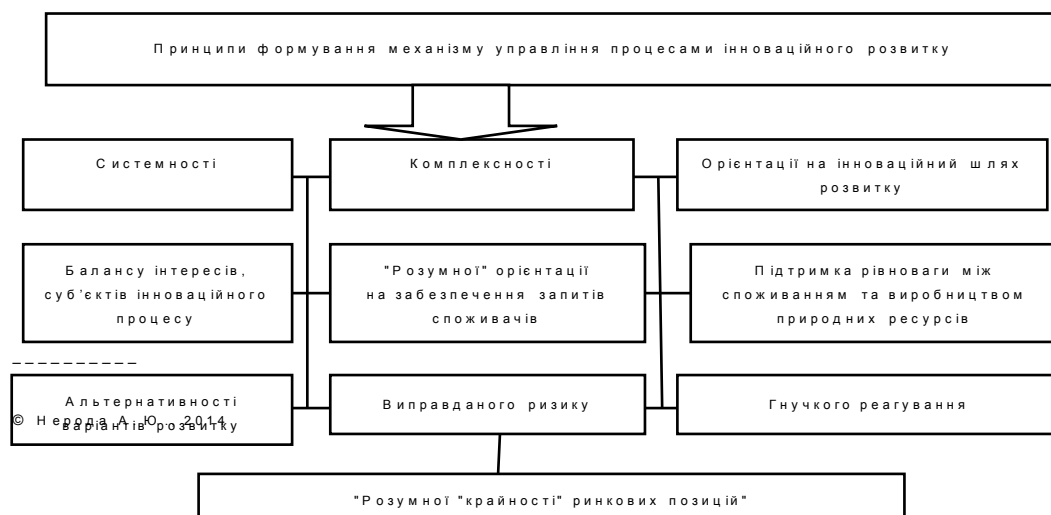 Принципи формування механізму управління процесами інноваційного розвитку
Системності
Комплексності
Орієнтації на інноваційний шлях
розвитку
Балансу інтересів,
суб'єктів інноваційного
процесу
"Розумної" орієнтації
на забезпечення запитів
споживачів
Підтримка рівноваги між
споживанням та виробництвом
природних ресурсів
__________
Альтернативності
варіантів розвитку
© Нерода А. Ю., 2014
Виправданого ризику
Гнучкого реагування
"Розумної "крайності" ринкових позицій"